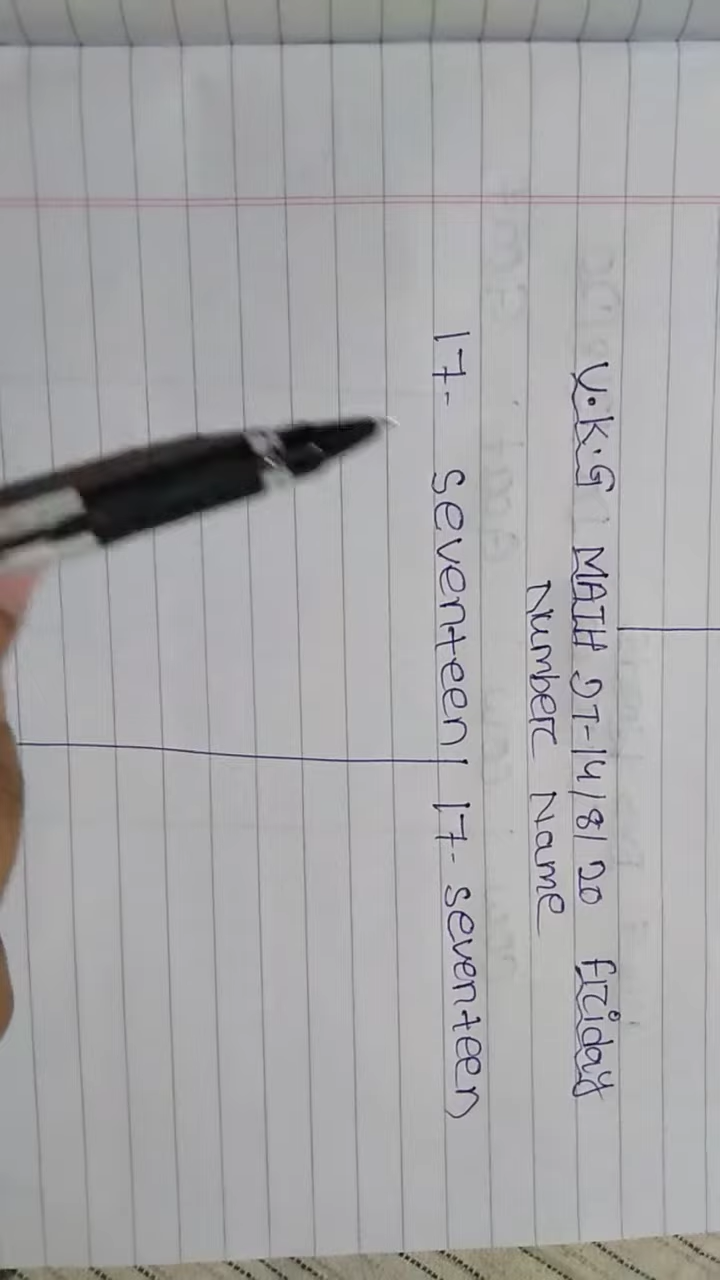 U.K.G MATH DT-14/8/20 friday
Number Name
17- seventeen 17- seventeen